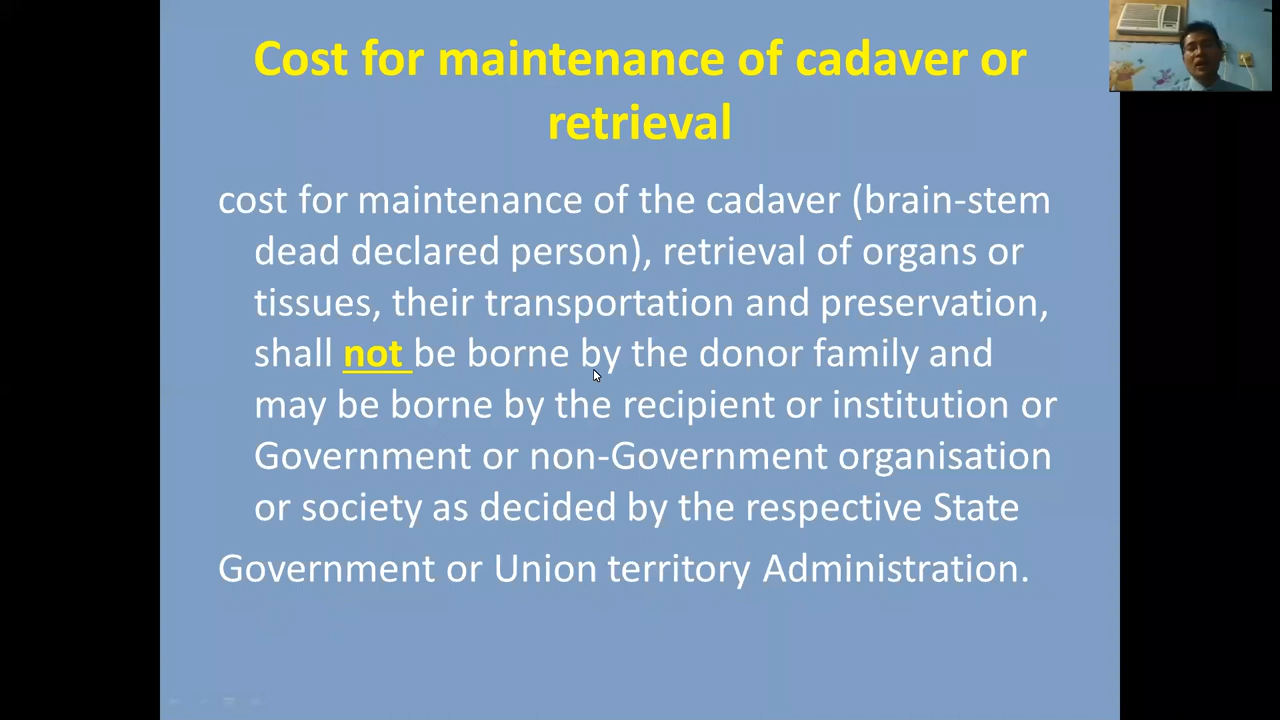 Cost for maintenance of cadaver or
retrieval
cost for maintenance of the cadaver (brain-stem
dead declared person), retrieval of organs or
tissues, their transportation and preservation,
shall not be borne by the donor family and
may be borne by the recipient or institution or
Government or non-Government organisation
or society as decided by the respective State
Government or Union territory Administration.